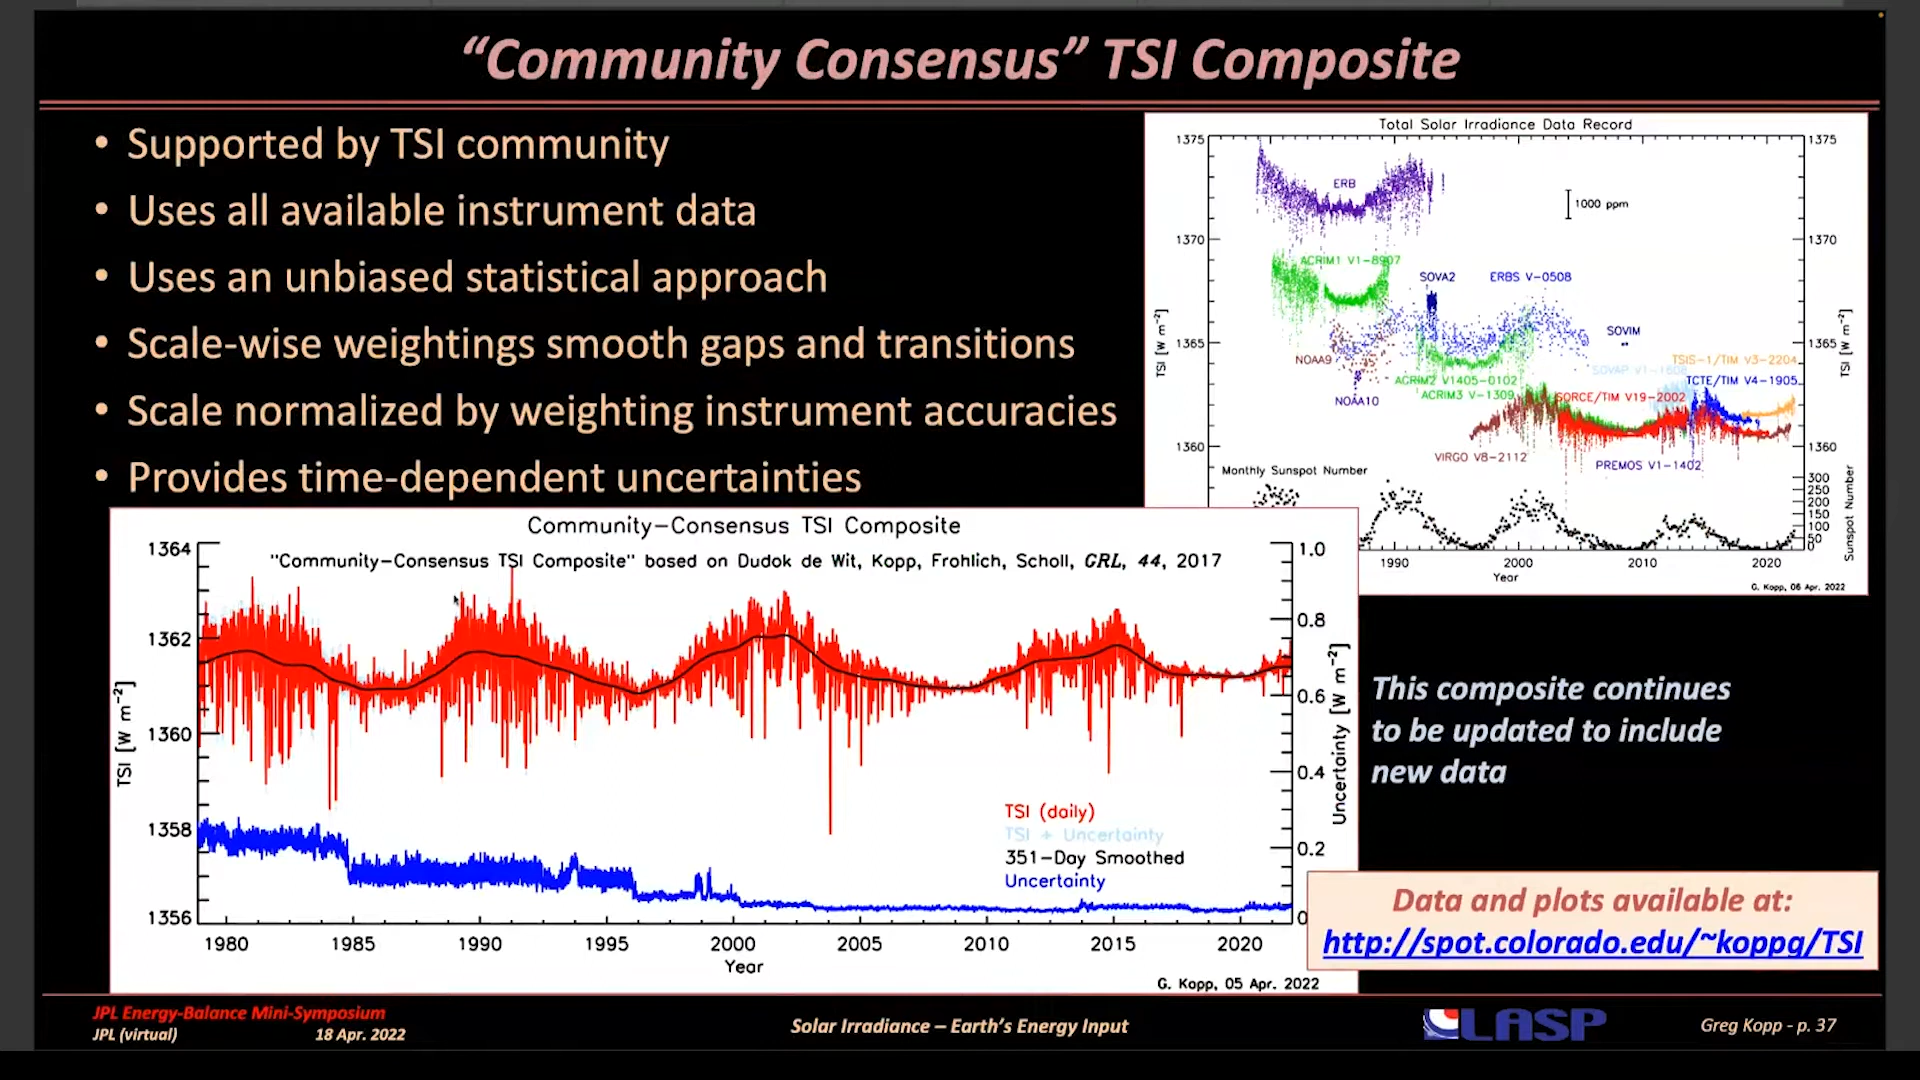 “Community Consensus” TSI Composite
• Supported by TSI community
• Uses all available instrument data
• Uses an unbiased statistical approach
• Scale-wise weightings smooth gaps and transitions
• Scale normalized by weighting instrument accuracies
• Provides time-dependent uncertainties
Total Solar Irradiance Data Record
1375
1375
ERB
1000 ppm
1370
1370
ACRIM1 V1-8907
SOVA2
ERBS V-0508
TSI [W m-2]
TSI [W m-2]
1365
SOVIM
1365
NOAA9
TSIS-1/TIM V3-2204
SOVAP V1-1608
ACRIM2 V1405-0102
TCTE/TIM V4-1905
NOAA10
ACRIM3 V-1309
SORCE/TIM V19-2002
1360
1360
VIRGO V8-2112
PREMOS V1-1402
Monthly Sunspot Number
300
250
200
150
100
50
0
Sunspot Number
1990
2000
2010
2020
Year
G. Kopp, 06 Apr. 2022
Community-Consensus TSI Composite
"Community-Consensus TSI Composite" based on Dudok de Wit, Kopp, Frohlich, Scholl, GRL, 44, 2017
1364
1362
1360
1358
1356
TSI [W m-2]
1.0
0.8
0.6
0.4
0.2
0
Uncertainty [W m-2]
TSI (daily)
TSI + Uncertainty
351-Day Smoothed
Uncertainty
1980
1985
1990
1995
2000
2005
2010
2015
2020
Year
G. Kopp, 05 Apr. 2022
This composite continues
to be updated to include
new data
Data and plots available at:
http://spot.colorado.edu/~koppg/TSI
JPL Energy-Balance Mini-Symposium
JPL (virtual) 18 Apr. 2022
Solar Irradiance – Earth’s Energy Input
LASP
Greg Kopp - p. 37